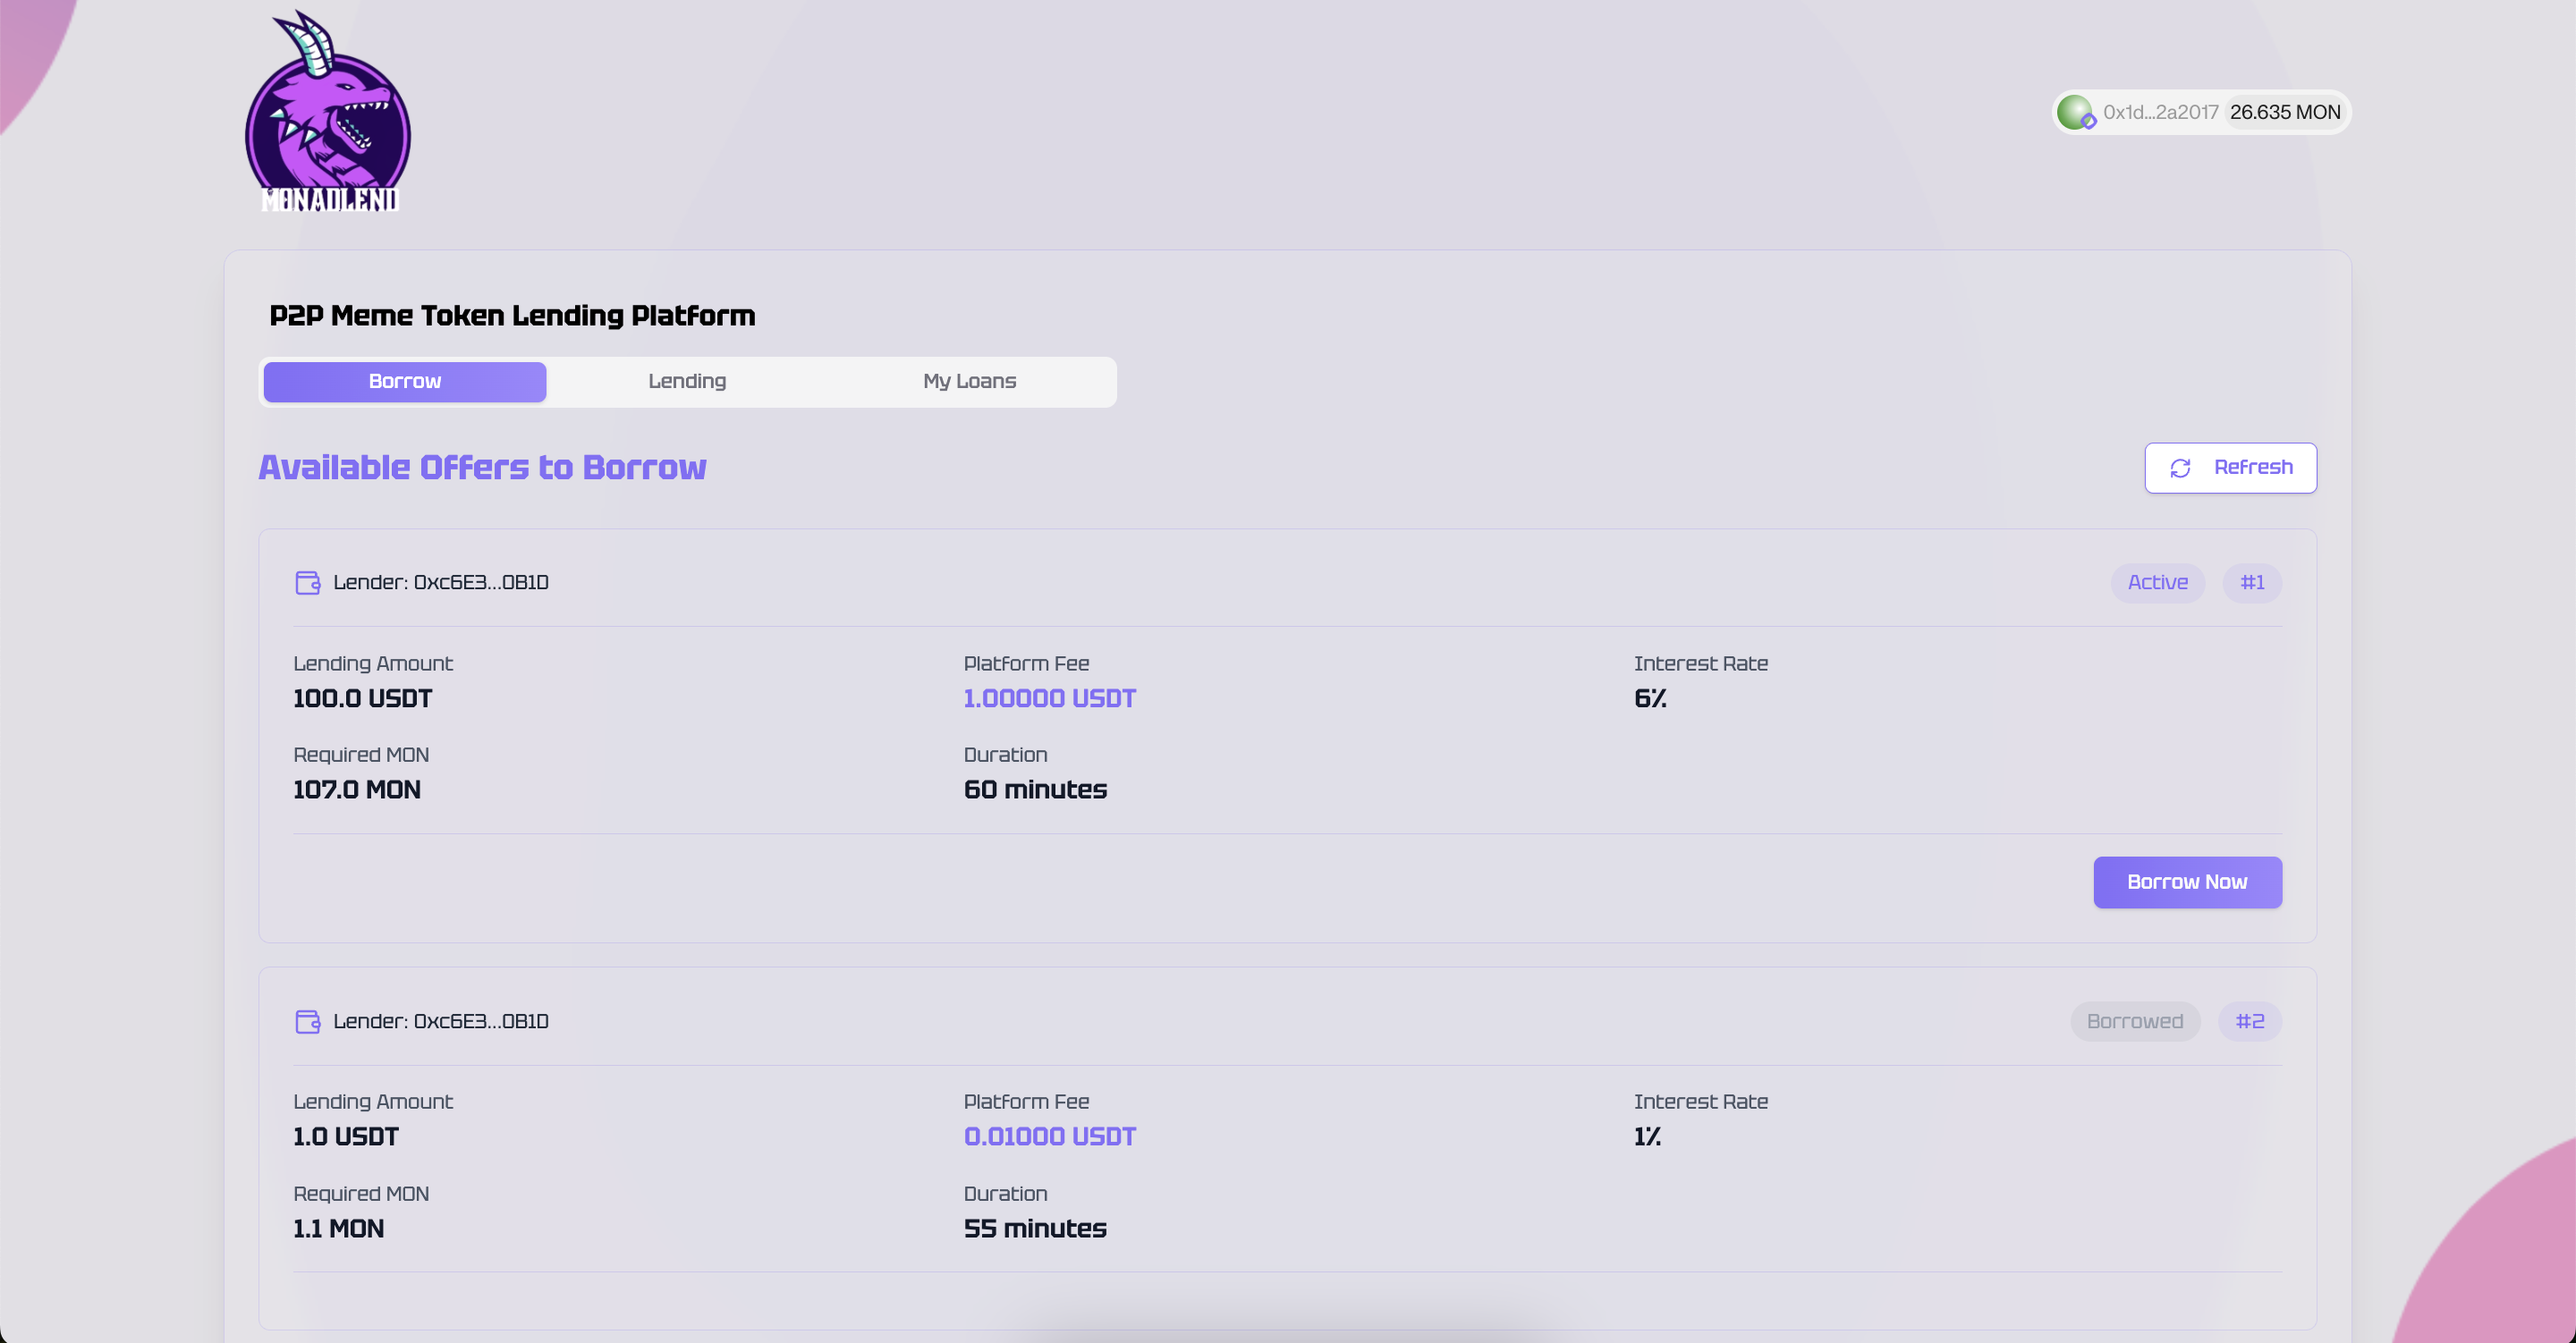 MONADLEND
0x1d...2a2017 26.635 MON
P2P Meme Token Lending Platform
Borrow Lending My Loans
Available Offers to Borrow
Refresh
Lender: 0xc6E3...0B1D
Active #1
Lending Amount Platform Fee Interest Rate
100.0 USDT 1.00000 USDT 6%
Required MON Duration
107.0 MON 60 minutes
Borrow Now
Lender: 0xc6E3...0B1D
Borrowed #2
Lending Amount Platform Fee Interest Rate
1.0 USDT 0.01000 USDT 1%
Required MON Duration
1.1 MON 55 minutes